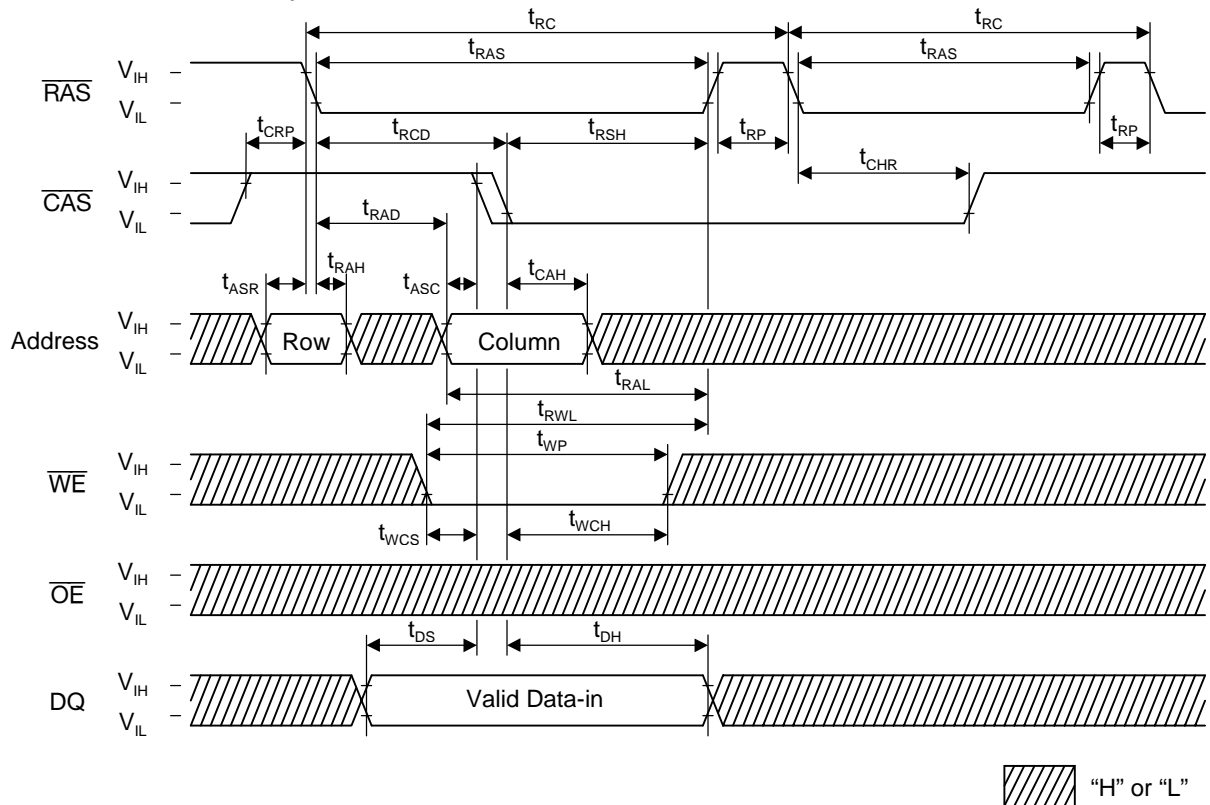 tRC tRC
tRAS tRAS
RAS VIH
VIL
tCRP tRCD tRSH tRP tCHR tRP
CAS VIH
VIL
tRAD
tASR tRAH tASC tCAH
Address VIH
VIL
Row Column
tRAL
tRWL
tWP
WE VIH
VIL
tWCS tWCH
OE VIH
VIL
tDS tDH
DQ VIH
VIL
Valid Data-in
“H” or “L”